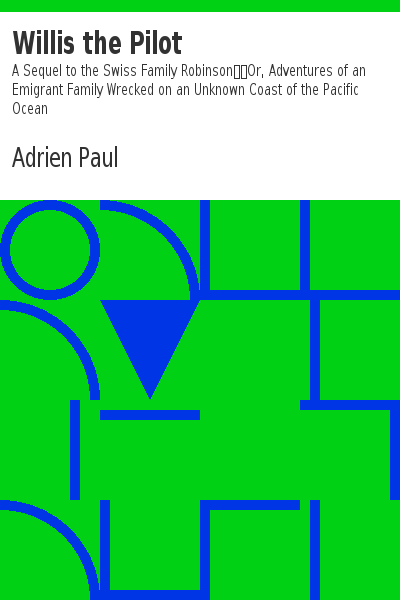 Willis the Pilot
A Sequel to the Swiss Family Robinson▯▯Or, Adventures of an
Emigrant Family Wrecked on an Unknown Coast of the Pacific
Ocean
Adrien Paul